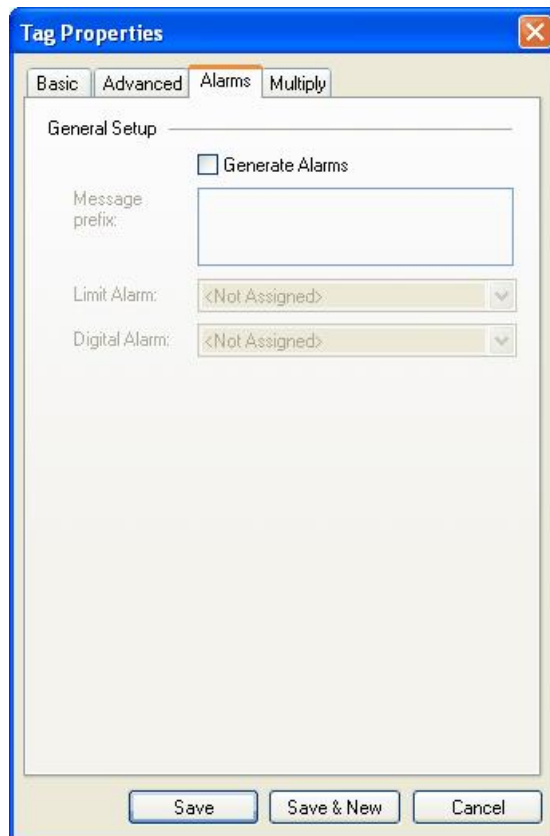 Tag Properties
Basic Advanced Alarms Multiply
General Setup
Generate Alarms
Message
prefix:
Limit Alarm: <Not Assigned>
Digital Alarm: <Not Assigned>
Save Save & New Cancel